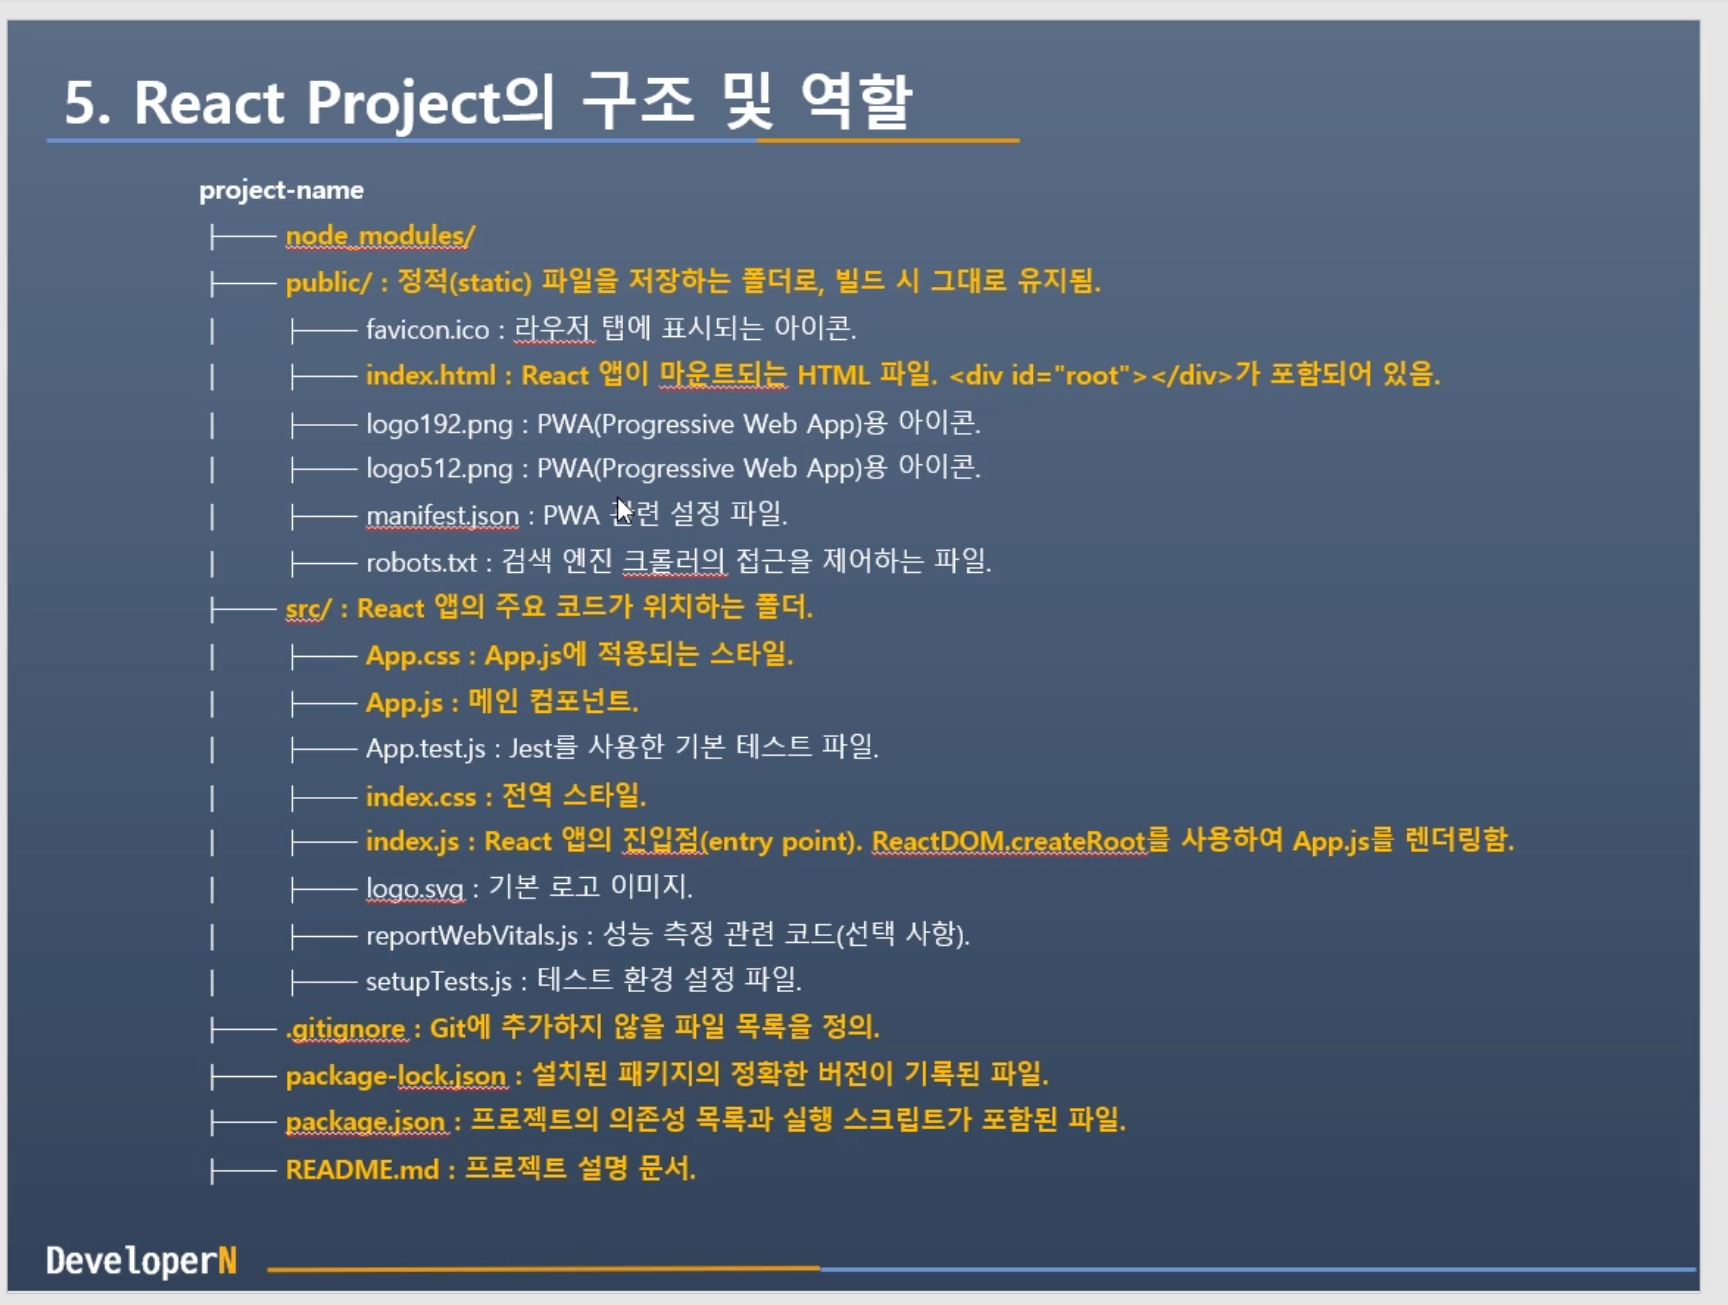 5. React Project의 구조 및 역할
project-name
├── node_modules/
├── public/ : 정적(static) 파일을 저장하는 폴더로, 빌드 시 그대로 유지됨.
│ ├── favicon.ico : 라우저 탭에 표시되는 아이콘.
│ ├── index.html : React 앱이 마운트되는 HTML 파일. <div id="root"></div>가 포함되어 있음.
│ ├── logo192.png : PWA(Progressive Web App)용 아이콘.
│ ├── logo512.png : PWA(Progressive Web App)용 아이콘.
│ ├── manifest.json : PWA 관련 설정 파일.
│ ├── robots.txt : 검색 엔진 크롤러의 접근을 제어하는 파일.
├── src/ : React 앱의 주요 코드가 위치하는 폴더.
│ ├── App.css : App.js에 적용되는 스타일.
│ ├── App.js : 메인 컴포넌트.
│ ├── App.test.js : Jest를 사용한 기본 테스트 파일.
│ ├── index.css : 전역 스타일.
│ ├── index.js : React 앱의 진입점(entry point). ReactDOM.createRoot를 사용하여 App.js를 렌더링함.
│ ├── logo.svg : 기본 로고 이미지.
│ ├── reportWebVitals.js : 성능 측정 관련 코드(선택 사항).
│ ├── setupTests.js : 테스트 환경 설정 파일.
├── .gitignore : Git에 추가하지 않을 파일 목록을 정의.
├── package-lock.json : 설치된 패키지의 정확한 버전이 기록된 파일.
├── package.json : 프로젝트의 의존성 목록과 실행 스크립트가 포함된 파일.
├── README.md : 프로젝트 설명 문서.
DeveloperN